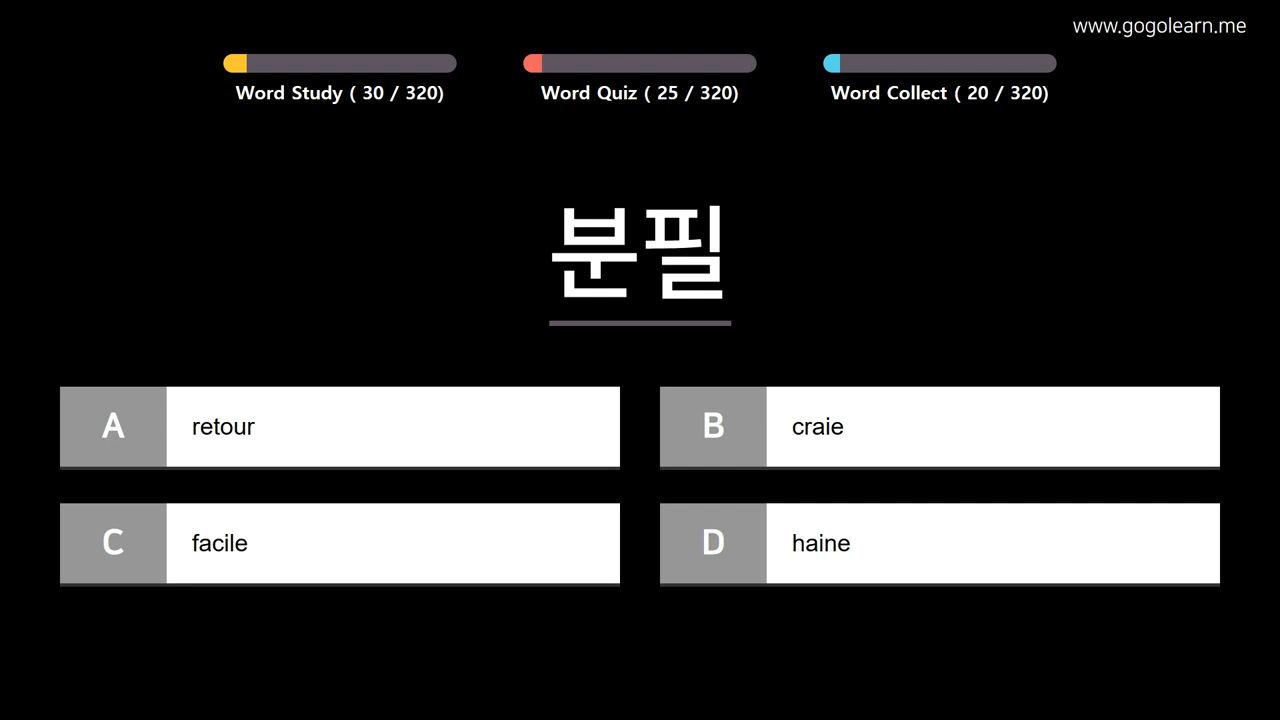 www.gogolearn.me
Word Study ( 30 / 320)
Word Quiz ( 25 / 320)
Word Collect ( 20 / 320)
분필
A retour
B craie
C facile
D haine